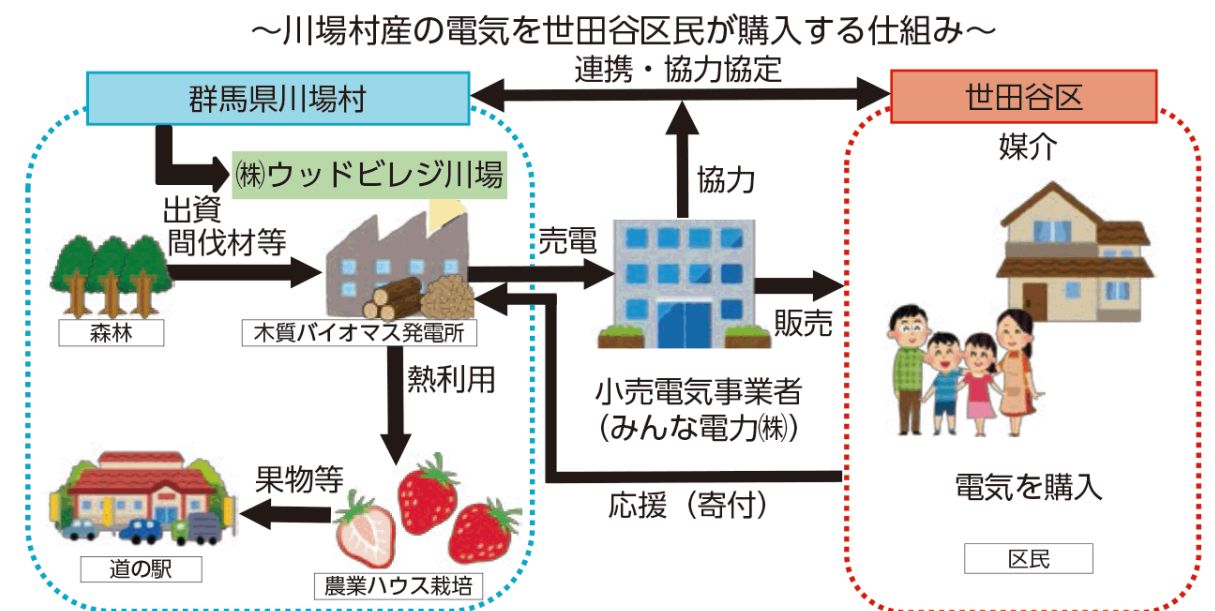 ～川場村産の電気を世田谷区民が購入する仕組み～
連携・協力協定
群馬県川場村
世田谷区
媒介
㈱ウッドビレジ川場
協力
出資
間伐材等
売電
販売
森林
木質バイオマス発電所
熱利用
小売電気事業者
（みんな電力㈱）
果物等
応援（寄付）
電気を購入
道の駅
農業ハウス栽培
区民